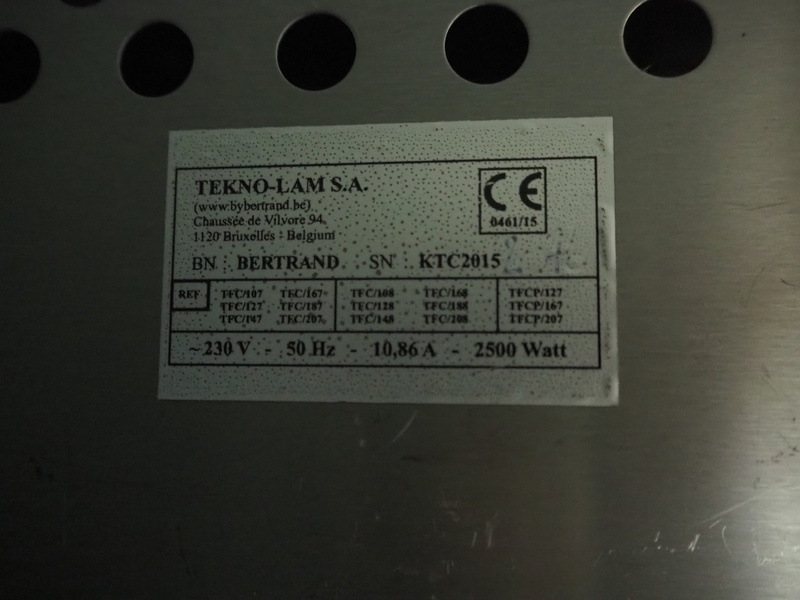 TEKNO-LAM S.A.
(www.bybertrand.be)
Chaussée de Vilvore 94,
1120 Bruxelles - Belgium
CE
0461/15
BN BERTRAND SN KTC2015
REF TFC/107 TFC/167 TFC/108 TFC/168 TFCP/127
TFC/127 TFC/187 TFC/128 TFC/188 TFCP/167
TFC/147 TFC/207 TFC/148 TFC/208 TFCP/207
~ 230 V - 50 Hz - 10,86 A - 2500 Watt